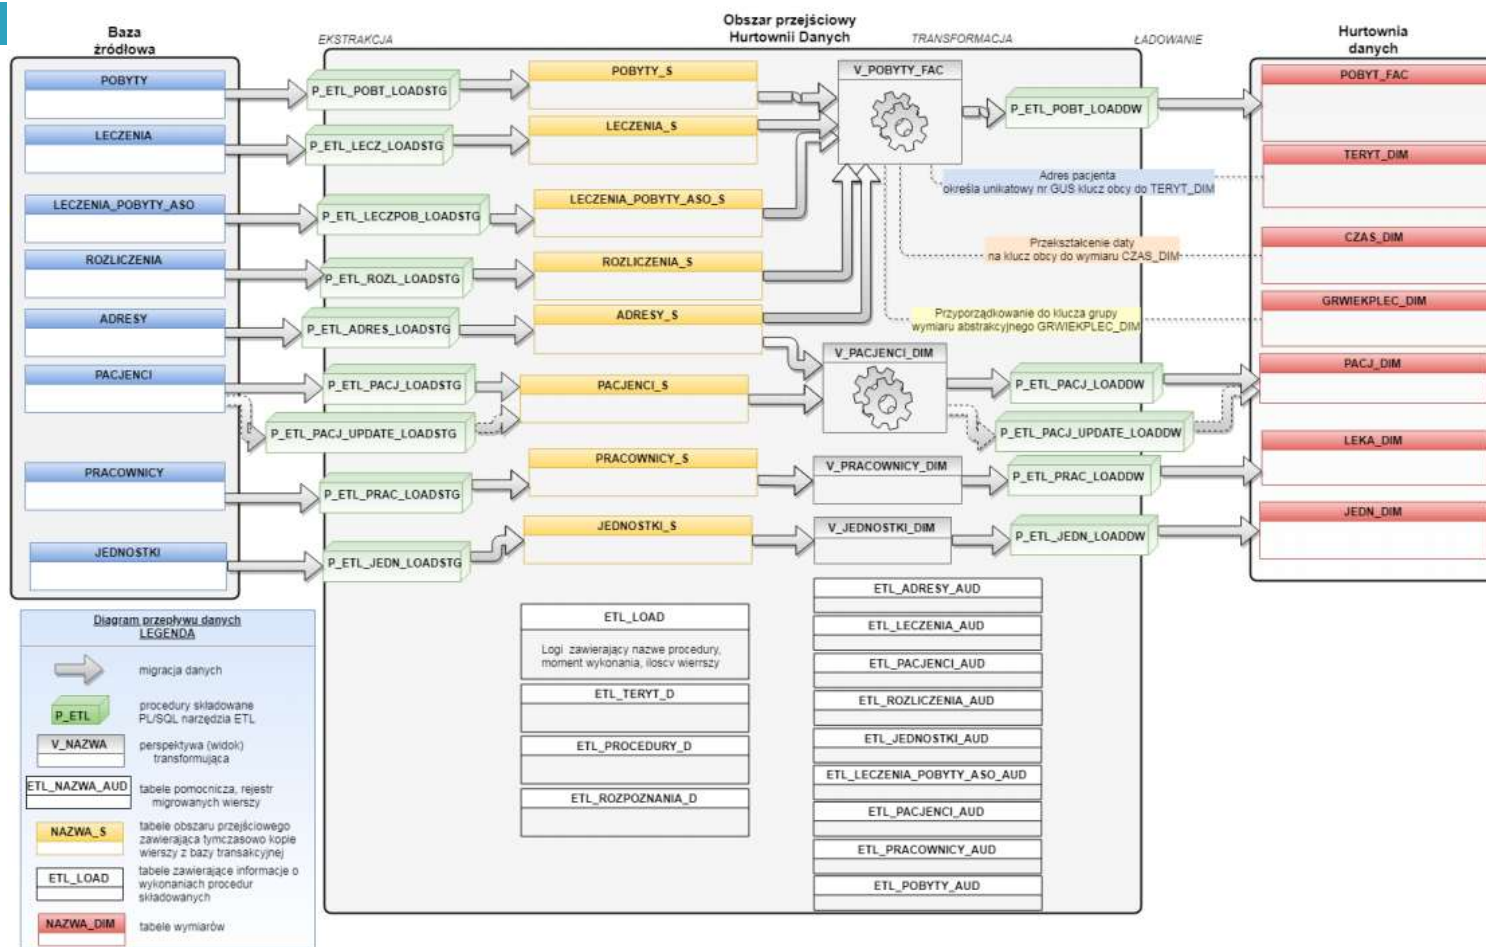 Baza
źródłowa
EKSTRAKCJA
Obszar przejściowy
Hurtownii Danych
TRANSFORMACJA
ŁADOWANIE
Hurtownia
danych
POBYTY
P_ETL_POBT_LOADSTG
POBYTY_S
V_POBYTY_FAC
P_ETL_POBT_LOADDW
POBYT_FAC
LECZENIA
P_ETL_LECZ_LOADSTG
LECZENIA_S
TERYT_DIM
Adres pacjenta
określa unikatowy nr GUS klucz obcy do TERYT_DIM
LECZENIA_POBYTY_ASO
P_ETL_LECZPOB_LOADSTG
LECZENIA_POBYTY_ASO_S
CZAS_DIM
Przekształcenie daty
na klucz obcy do wymiaru CZAS_DIM
ROZLICZENIA
P_ETL_ROZL_LOADSTG
ROZLICZENIA_S
GRWIEKPLEC_DIM
Przyporządkowanie do klucza grupy
wymiaru abstrakcyjnego GRWIEKPLEC_DIM
ADRESY
P_ETL_ADRES_LOADSTG
ADRESY_S
V_PACJENCI_DIM
PACJ_DIM
PACJENCI
P_ETL_PACJ_LOADSTG
PACJENCI_S
P_ETL_PACJ_LOADDW
P_ETL_PACJ_UPDATE_LOADSTG
P_ETL_PACJ_UPDATE_LOADDW
LEKA_DIM
PRACOWNICY
P_ETL_PRAC_LOADSTG
PRACOWNICY_S
V_PRACOWNICY_DIM
P_ETL_PRAC_LOADDW
JEDN_DIM
JEDNOSTKI
P_ETL_JEDN_LOADSTG
JEDNOSTKI_S
V_JEDNOSTKI_DIM
P_ETL_JEDN_LOADDW
ETL_LOAD
Logi zawierający nazwe procedury,
moment wykonania, iloscv wierrszy
ETL_TERYT_D
ETL_PROCEDURY_D
ETL_ROZPOZNANIA_D
ETL_ADRESY_AUD
ETL_LECZENIA_AUD
ETL_PACJENCI_AUD
ETL_ROZLICZENIA_AUD
ETL_JEDNOSTKI_AUD
ETL_LECZENIA_POBYTY_ASO_AUD
ETL_PACJENCI_AUD
ETL_PRACOWNICY_AUD
ETL_POBYTY_AUD
Diagram przepływu danych
LEGENDA
migracja danych
P_ETL
procedury składowane
PL/SQL narzędzia ETL
V_NAZWA
perspektywa (widok)
transformująca
ETL_NAZWA_AUD
tabele pomocnicza, rejestr
migrowanych wierszy
NAZWA_S
tabele obszaru przejściowego
zawierająca tymczasowo kopie
wierszy z bazy transakcyjnej
ETL_LOAD
tabele zawierające informacje o
wykonaniach procedur
składowanych
NAZWA_DIM
tabele wymiarów